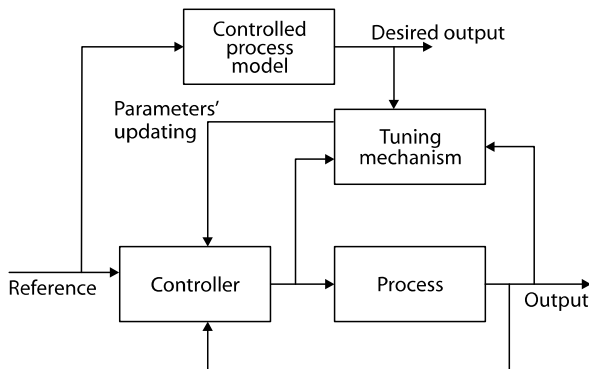 Controlled
process
model
Desired output
Parameters’
updating
Tuning
mechanism
Reference
Controller
Process
Output